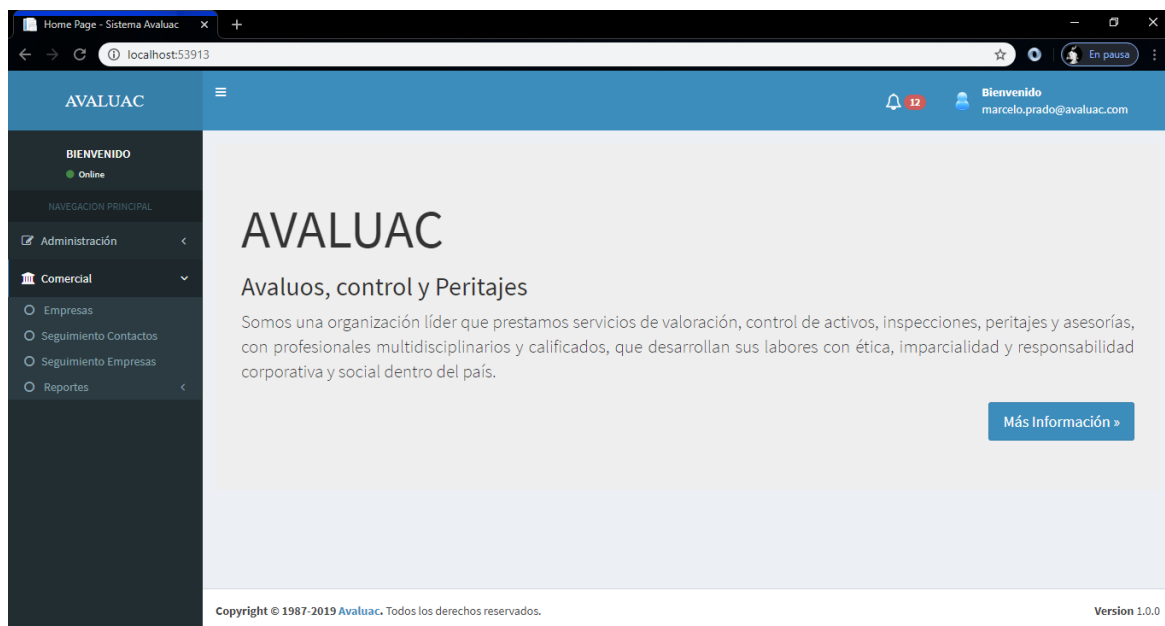 Home Page - Sistema Avaluac
localhost:53913
En pausa
AVALUAC
12
Bienvenido
marcelo.prado@avaluac.com
BIENVENIDO
Online
NAVEGACION PRINCIPAL
Administración
Comercial
Empresas
Seguimiento Contactos
Seguimiento Empresas
Reportes
AVALUAC
Avaluos, control y Peritajes
Somos una organización líder que prestamos servicios de valoración, control de activos, inspecciones, peritajes y asesorías,
con profesionales multidisciplinarios y calificados, que desarrollan sus labores con ética, imparcialidad y responsabilidad
corporativa y social dentro del país.
Más Información »
Copyright © 1987-2019 Avaluac. Todos los derechos reservados.
Version 1.0.0